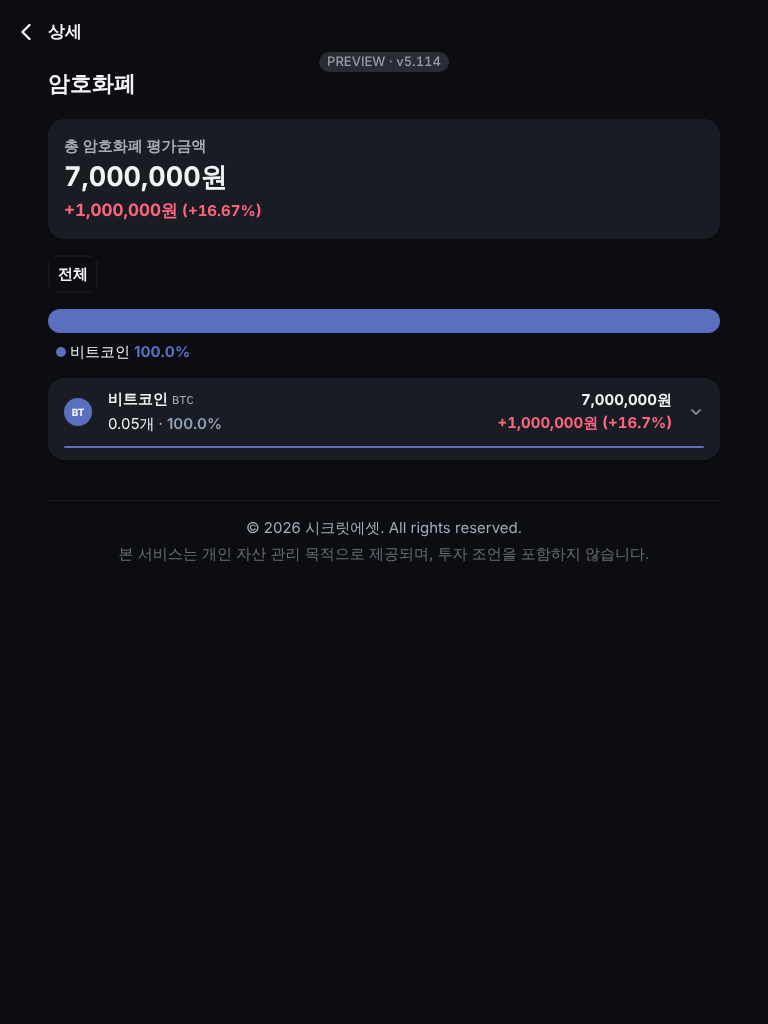 상세
PREVIEW · v5.114
암호화폐
총 암호화폐 평가금액
7,000,000원
+1,000,000원 (+16.67%)
전체
비트코인 100.0%
BT
비트코인 BTC
7,000,000원
0.05개 · 100.0%
+1,000,000원 (+16.7%)
© 2026 시크릿에셋. All rights reserved.
본 서비스는 개인 자산 관리 목적으로 제공되며, 투자 조언을 포함하지 않습니다.